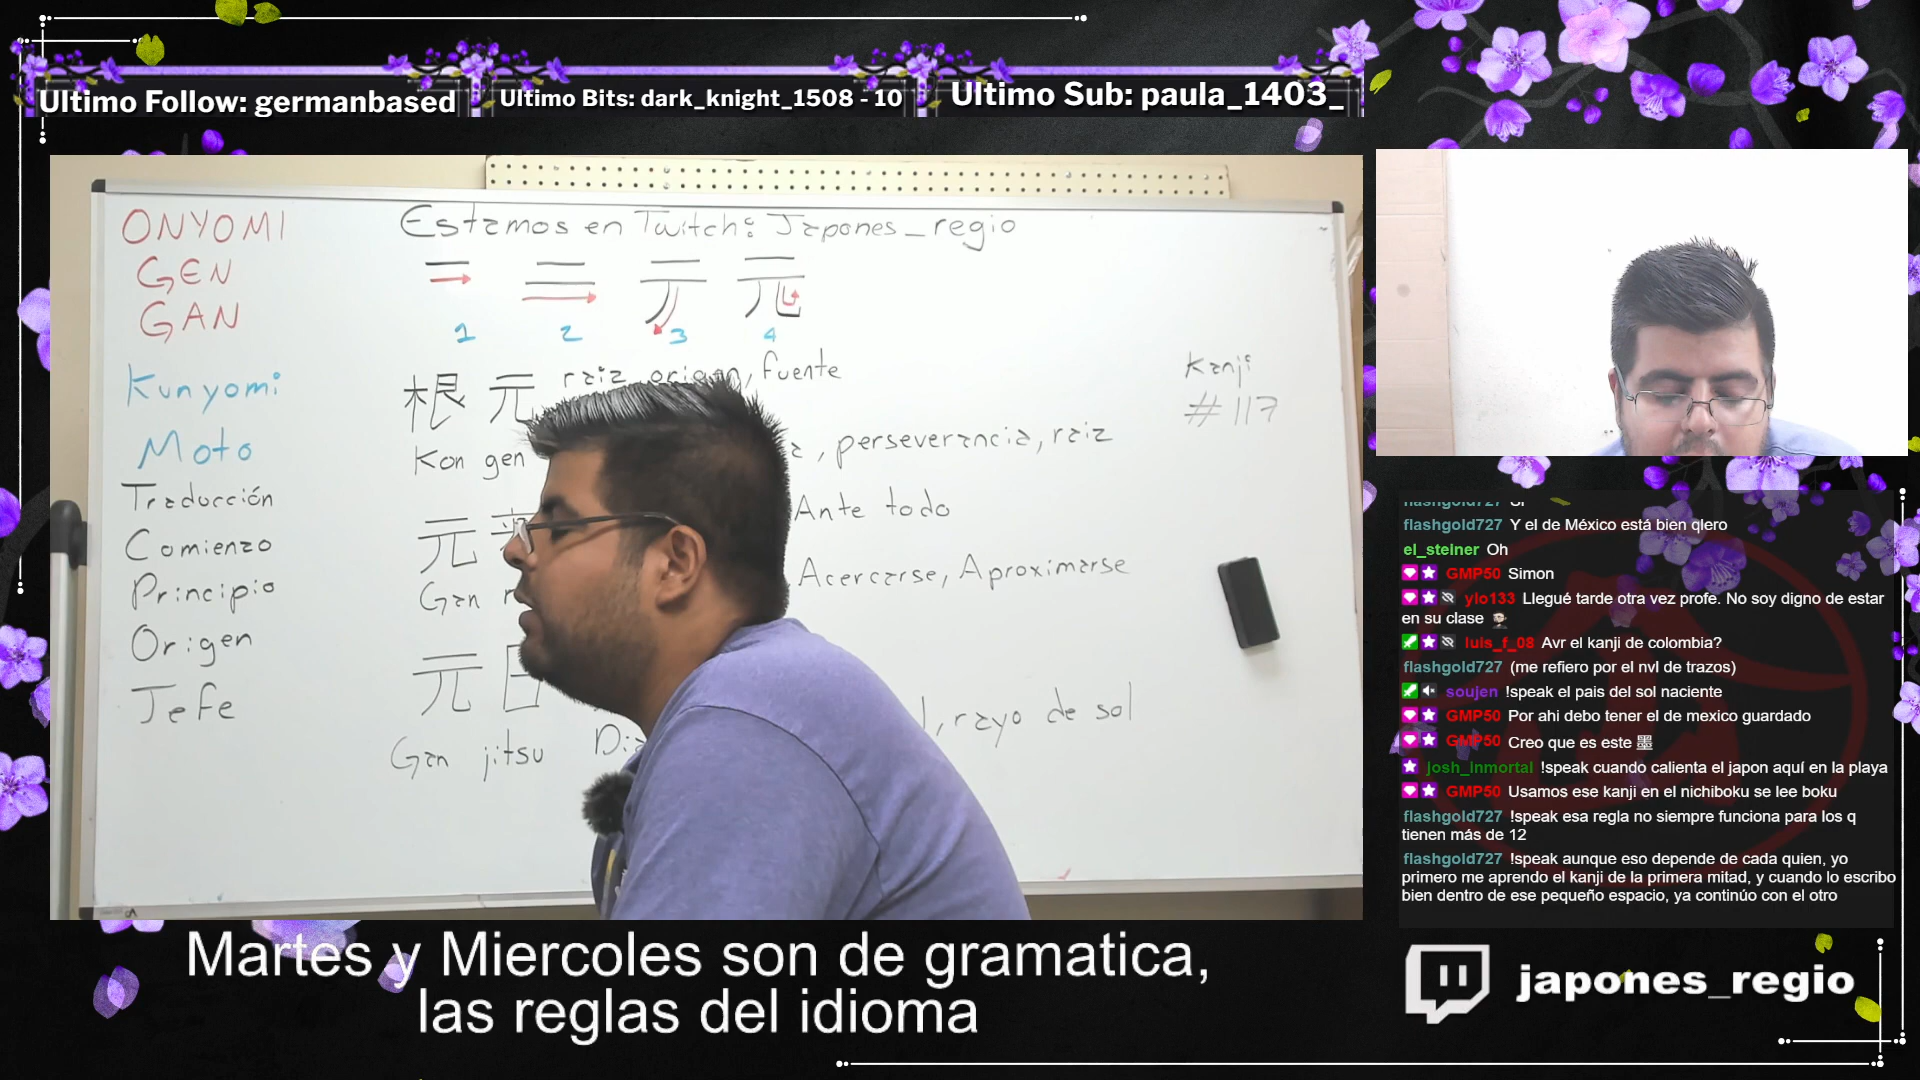 Ultimo Follow: germanbased
Ultimo Bits: dark_knight_1508 - 10
Ultimo Sub: paula_1403_
ONYOMI
GEN
GAN
Kunyomi
Moto
Traducción
Comienzo
Principio
Origen
Jefe
Estamos en Twitch: Japones_regio
1 2 3 4
根 元 raiz, origen, fuente
Kon gen , perseverancia, raiz
元 Ante todo
Gan Acercarse, Aproximarse
元 日
Gan jitsu , rayo de sol
Kanji
#117
flashgold727 Y el de México está bien qlero
el_steiner Oh
GMP50 Simon
ylo133 Llegué tarde otra vez profe. No soy digno de estar
en su clase
luis_f_08 Avr el kanji de colombia?
flashgold727 (me refiero por el nvl de trazos)
soujen !speak el pais del sol naciente
GMP50 Por ahi debo tener el de mexico guardado
GMP50 Creo que es este 墨
josh_inmortal !speak cuando calienta el japon aquí en la playa
GMP50 Usamos ese kanji en el nichiboku se lee boku
flashgold727 !speak esa regla no siempre funciona para los q
tienen más de 12
flashgold727 !speak aunque eso depende de cada quien, yo
primero me aprendo el kanji de la primera mitad, y cuando lo escribo
bien dentro de ese pequeño espacio, ya continúo con el otro
Martes y Miercoles son de gramatica,
las reglas del idioma
japones_regio